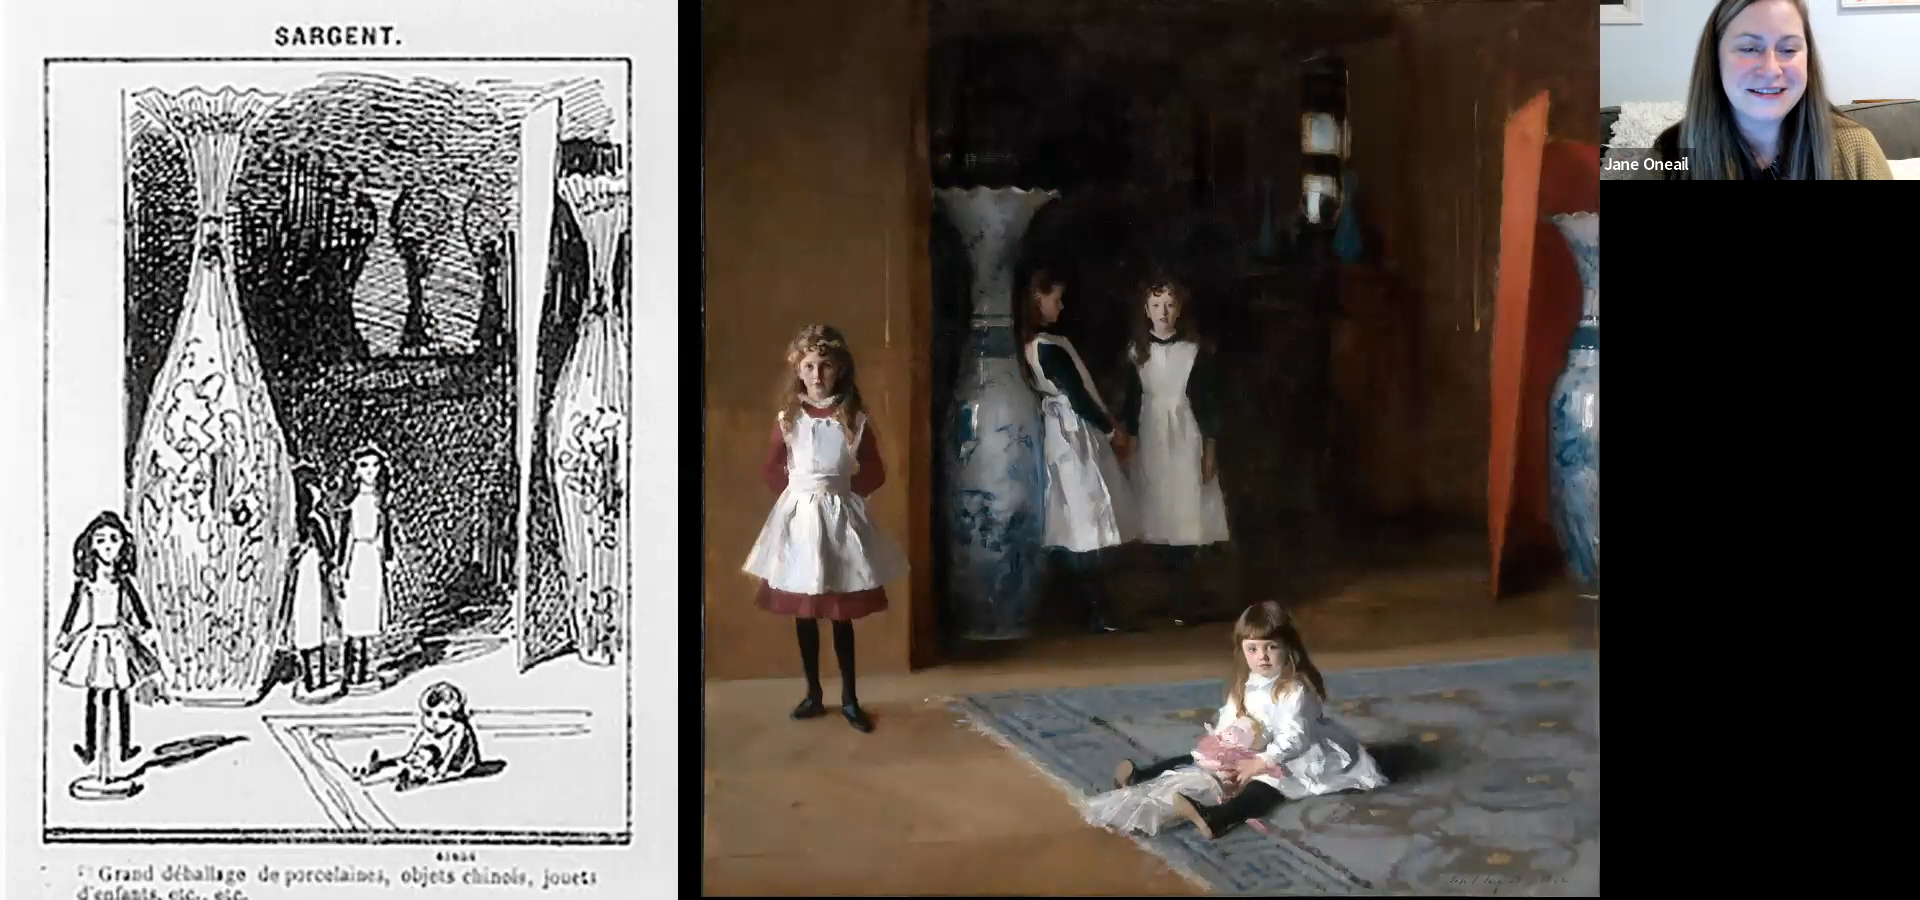 SARGENT.
Grand déballage de porcelaines, objets chinois, jouets
d'enfants, etc., etc.
Jane Oneail